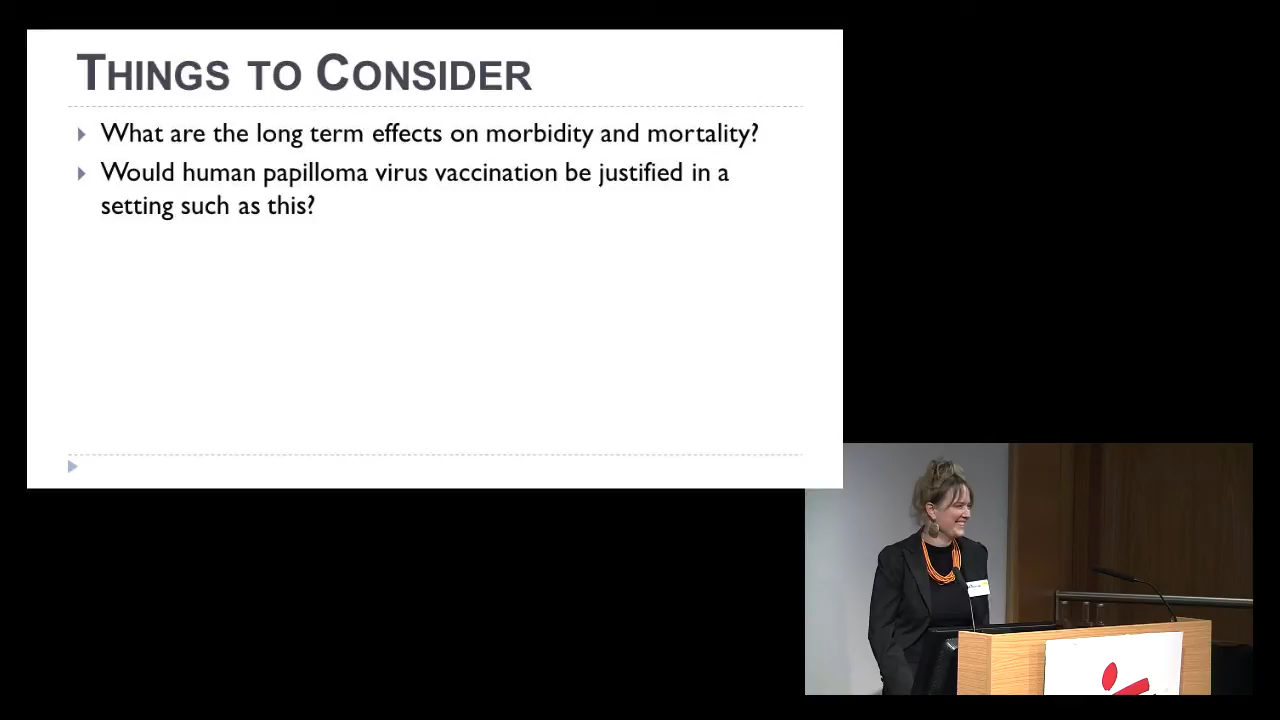 THINGS TO CONSIDER
What are the long term effects on morbidity and mortality?
Would human papilloma virus vaccination be justified in a
setting such as this?